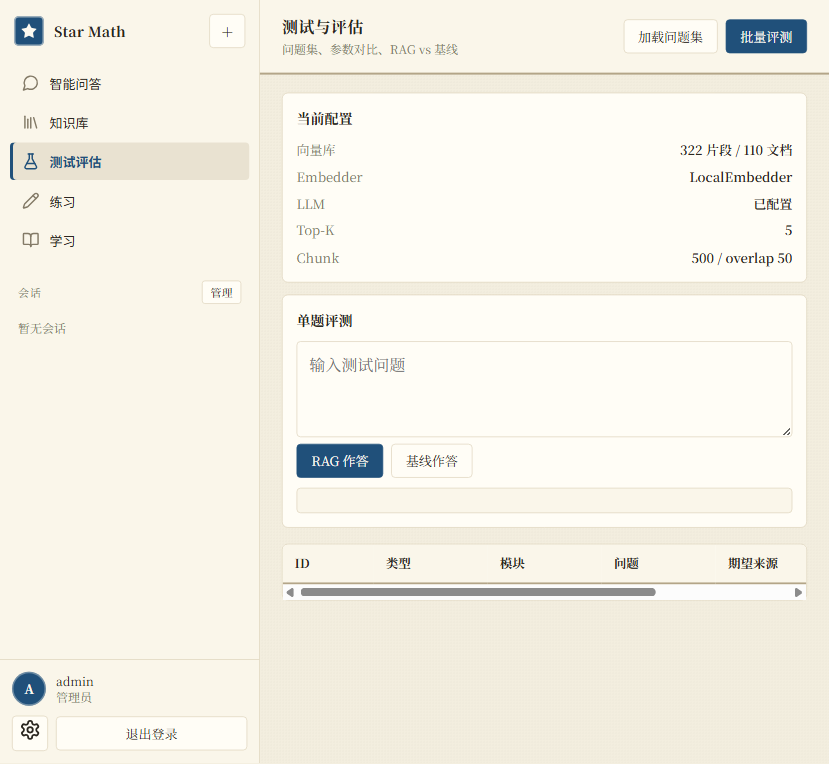 Star Math
+
智能问答
知识库
测试评估
练习
学习
会话
管理
暂无会话
A
admin
管理员
退出登录
测试与评估
问题集、参数对比、RAG vs 基线
加载问题集
批量评测
当前配置
向量库 322 片段 / 110 文档
Embedder LocalEmbedder
LLM 已配置
Top-K 5
Chunk 500 / overlap 50
单题评测
输入测试问题
RAG 作答
基线作答
ID 类型 模块 问题 期望来源